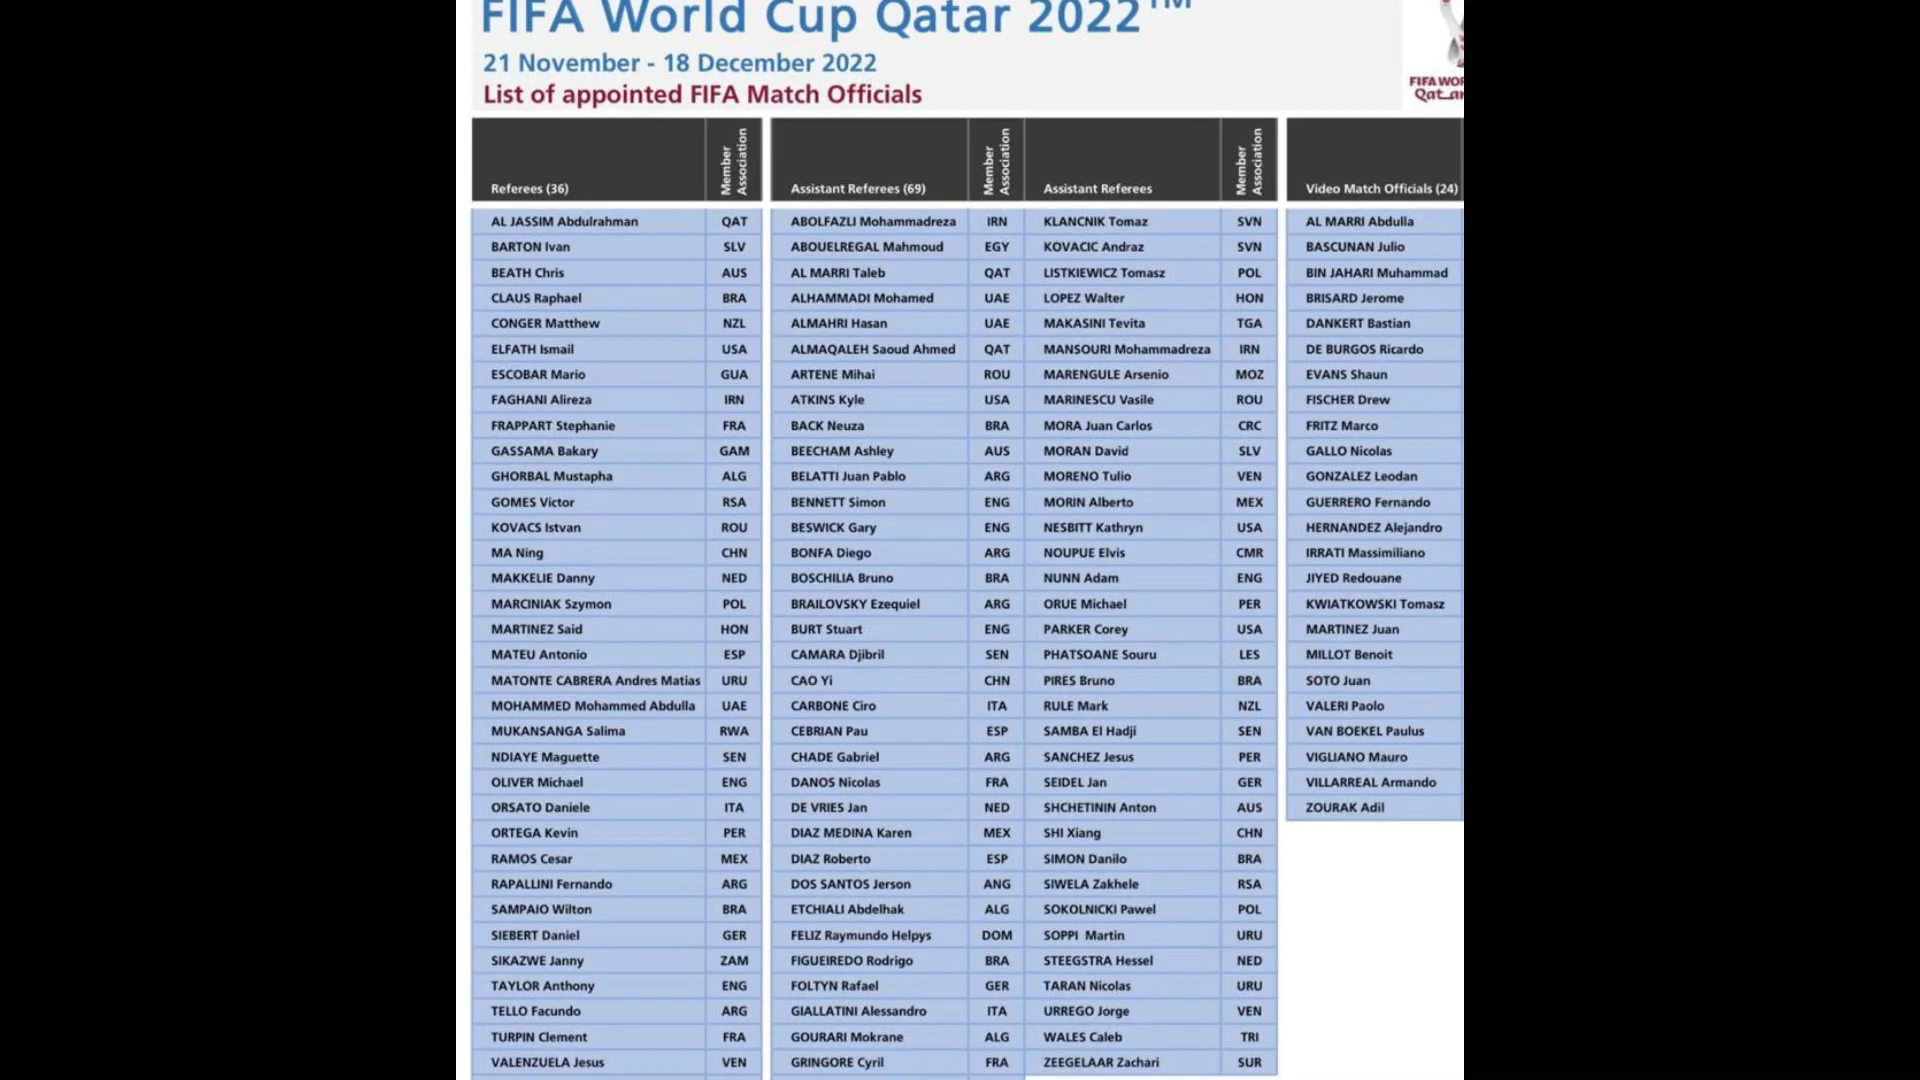 FIFA World Cup Qatar 2022™
21 November - 18 December 2022
List of appointed FIFA Match Officials
FIFA WOR
Qatar
Referees (36) Member Association Assistant Referees (69) Member Association Assistant Referees Member Association Video Match Officials (24)
AL JASSIM Abdulrahman QAT ABOLFAZLI Mohammadreza IRN KLANCNIK Tomaz SVN AL MARRI Abdulla
BARTON Ivan SLV ABOUELREGAL Mahmoud EGY KOVACIC Andraz SVN BASCUNAN Julio
BEATH Chris AUS AL MARRI Taleb QAT LISTKIEWICZ Tomasz POL BIN JAHARI Muhammad
CLAUS Raphael BRA ALHAMMADI Mohamed UAE LOPEZ Walter HON BRISARD Jerome
CONGER Matthew NZL ALMAHRI Hasan UAE MAKASINI Tevita TGA DANKERT Bastian
ELFATH Ismail USA ALMAQALEH Saoud Ahmed QAT MANSOURI Mohammadreza IRN DE BURGOS Ricardo
ESCOBAR Mario GUA ARTENE Mihai ROU MARENGULE Arsenio MOZ EVANS Shaun
FAGHANI Alireza IRN ATKINS Kyle USA MARINESCU Vasile ROU FISCHER Drew
FRAPPART Stephanie FRA BACK Neuza BRA MORA Juan Carlos CRC FRITZ Marco
GASSAMA Bakary GAM BEECHAM Ashley AUS MORAN David SLV GALLO Nicolas
GHORBAL Mustapha ALG BELATTI Juan Pablo ARG MORENO Tulio VEN GONZALEZ Leodan
GOMES Victor RSA BENNETT Simon ENG MORIN Alberto MEX GUERRERO Fernando
KOVACS Istvan ROU BESWICK Gary ENG NESBITT Kathryn USA HERNANDEZ Alejandro
MA Ning CHN BONFA Diego ARG NOUPUE Elvis CMR IRRATI Massimiliano
MAKKELIE Danny NED BOSCHILIA Bruno BRA NUNN Adam ENG JIYED Redouane
MARCINIAK Szymon POL BRAILOVSKY Ezequiel ARG ORUE Michael PER KWIATKOWSKI Tomasz
MARTINEZ Said HON BURT Stuart ENG PARKER Corey USA MARTINEZ Juan
MATEU Antonio ESP CAMARA Djibril SEN PHATSOANE Souru LES MILLOT Benoit
MATONTE CABRERA Andres Matias URU CAO Yi CHN PIRES Bruno BRA SOTO Juan
MOHAMMED Mohammed Abdulla UAE CARBONE Ciro ITA RULE Mark NZL VALERI Paolo
MUKANSANGA Salima RWA CEBRIAN Pau ESP SAMBA El Hadji SEN VAN BOEKEL Paulus
NDIAYE Maguette SEN CHADE Gabriel ARG SANCHEZ Jesus PER VIGLIANO Mauro
OLIVER Michael ENG DANOS Nicolas FRA SEIDEL Jan GER VILLARREAL Armando
ORSATO Daniele ITA DE VRIES Jan NED SHCHETININ Anton AUS ZOURAK Adil
ORTEGA Kevin PER DIAZ MEDINA Karen MEX SHI Xiang CHN
RAMOS Cesar MEX DIAZ Roberto ESP SIMON Danilo BRA
RAPALLINI Fernando ARG DOS SANTOS Jerson ANG SIWELA Zakhele RSA
SAMPAIO Wilton BRA ETCHIALI Abdelhak ALG SOKOLNICKI Pawel POL
SIEBERT Daniel GER FELIZ Raymundo Helpys DOM SOPPI Martin URU
SIKAZWE Janny ZAM FIGUEIREDO Rodrigo BRA STEEGSTRA Hessel NED
TAYLOR Anthony ENG FOLTYN Rafael GER TARAN Nicolas URU
TELLO Facundo ARG GIALLATINI Alessandro ITA URREGO Jorge VEN
TURPIN Clement FRA GOURARI Mokrane ALG WALES Caleb TRI
VALENZUELA Jesus VEN GRINGORE Cyril FRA ZEEGELAAR Zachari SUR